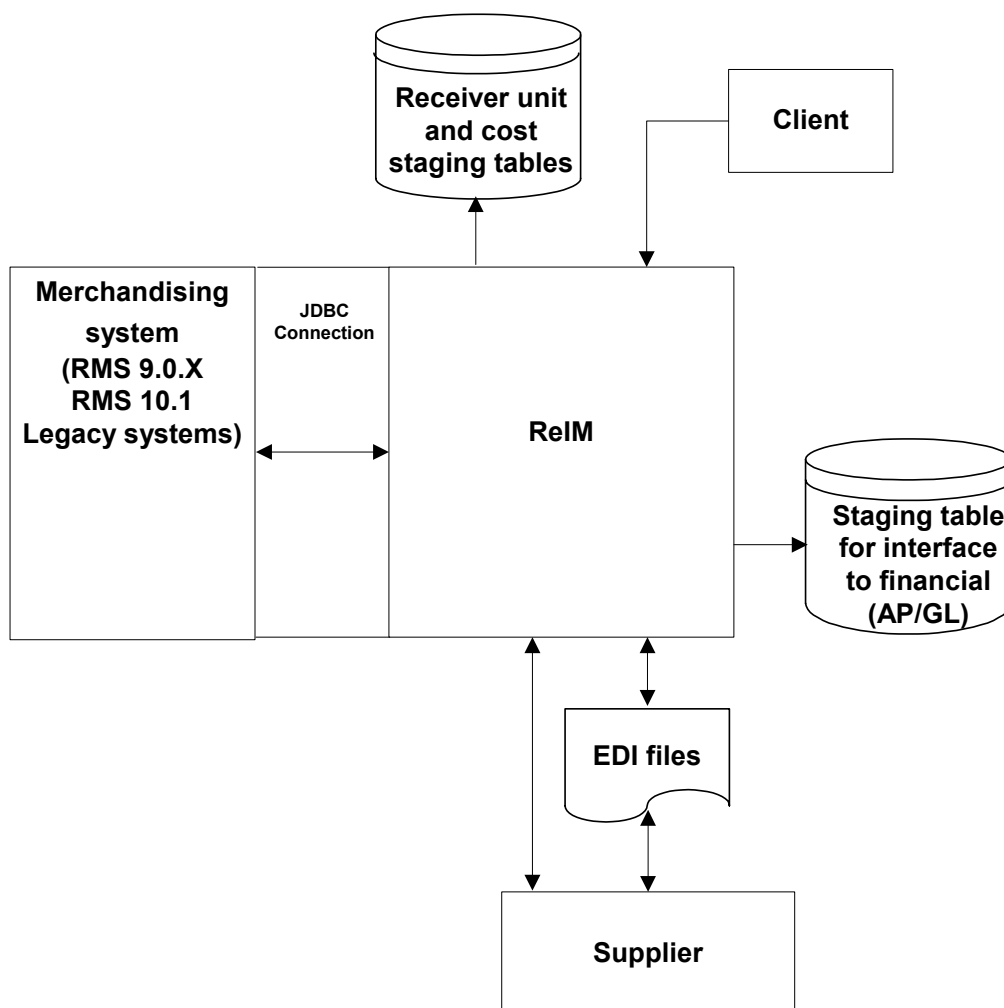 Receiver unit
and cost
staging tables
Client
Merchandising
system
(RMS 9.0.X
RMS 10.1
Legacy systems)
JDBC
Connection
ReIM
Staging table
for interface
to financial
(AP/GL)
EDI files
Supplier